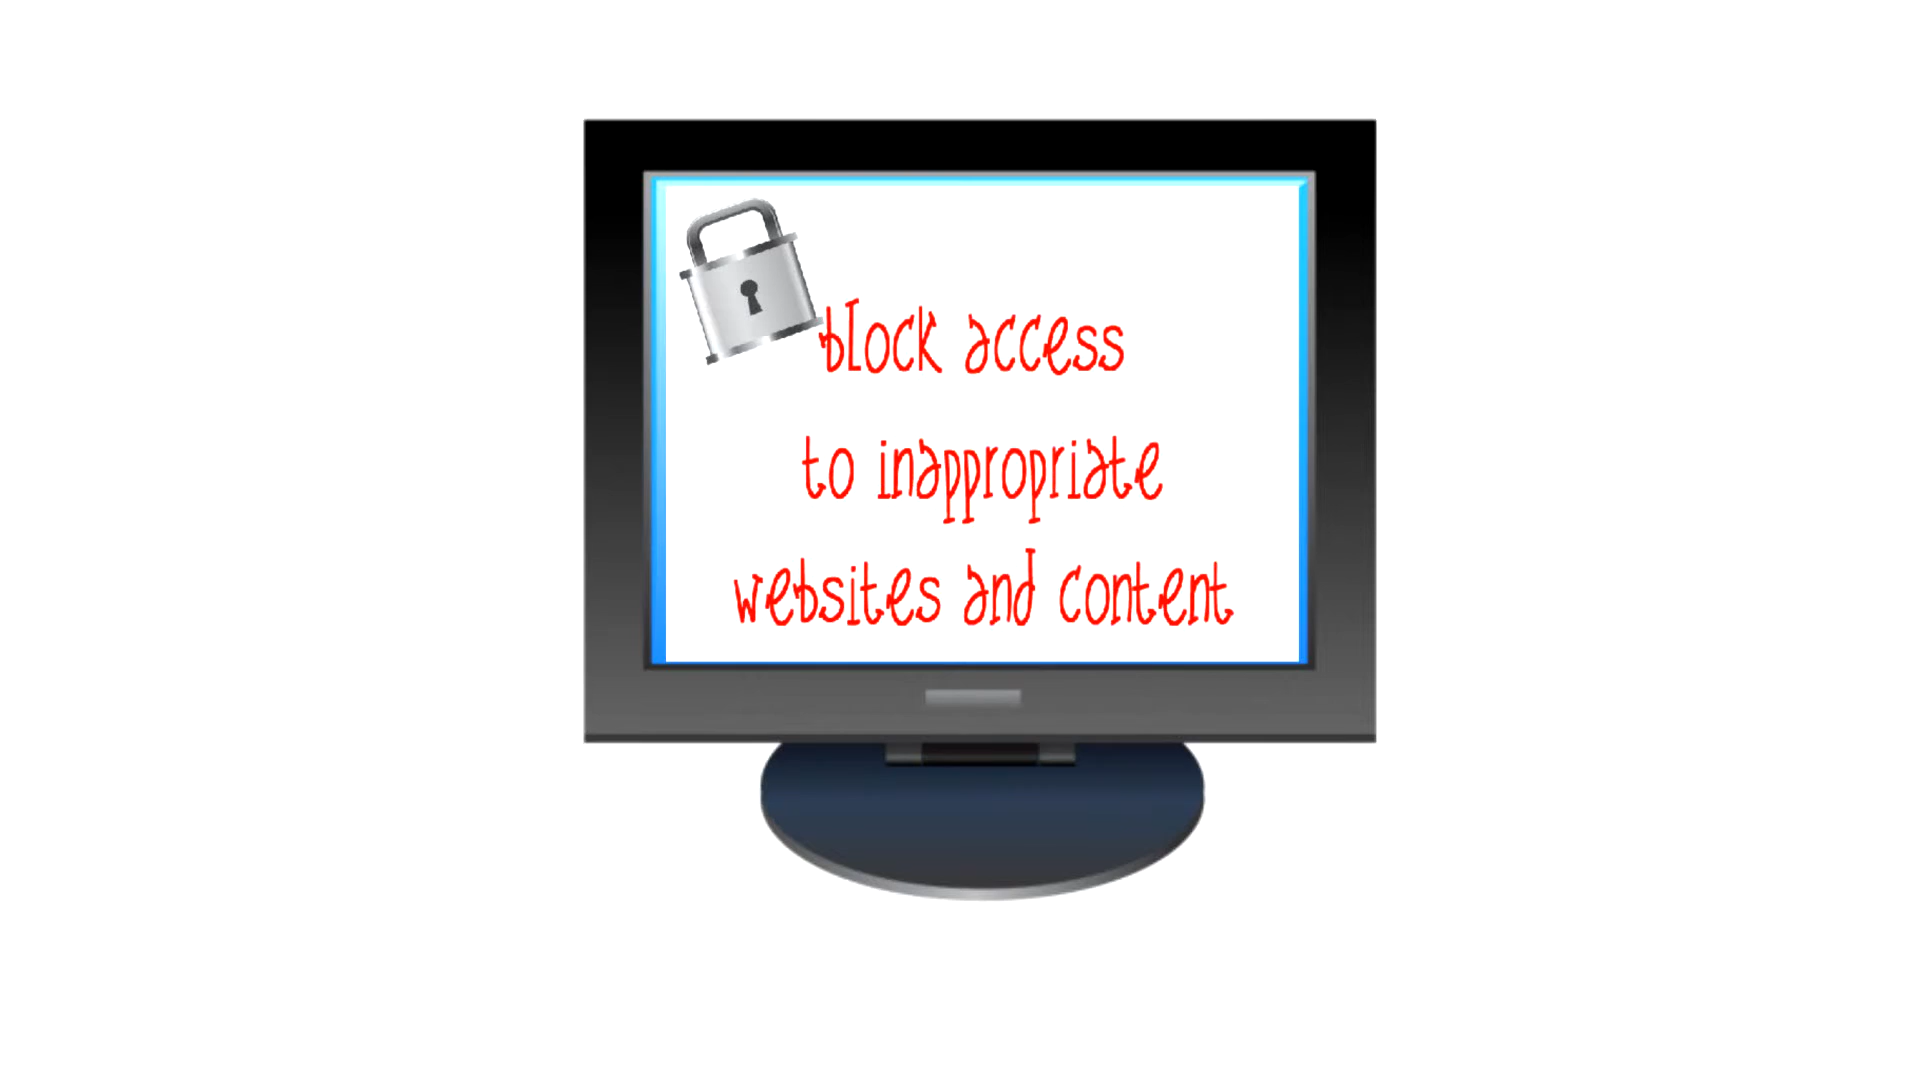 block access
to inappropriate
websites and content